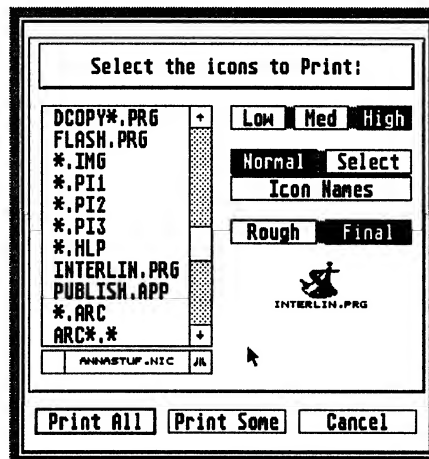 Select the icons to Print:
DCOPY*.PRG
FLASH.PRG
*.IMG
*.PI1
*.PI2
*.PI3
*.HLP
INTERLIN.PRG
PUBLISH.APP
*.ARC
ARC*.*
ANNASTUF.NIC
Low Med High
Normal Select
Icon Names
Rough Final
INTERLIN.PRG
Print All Print Some Cancel